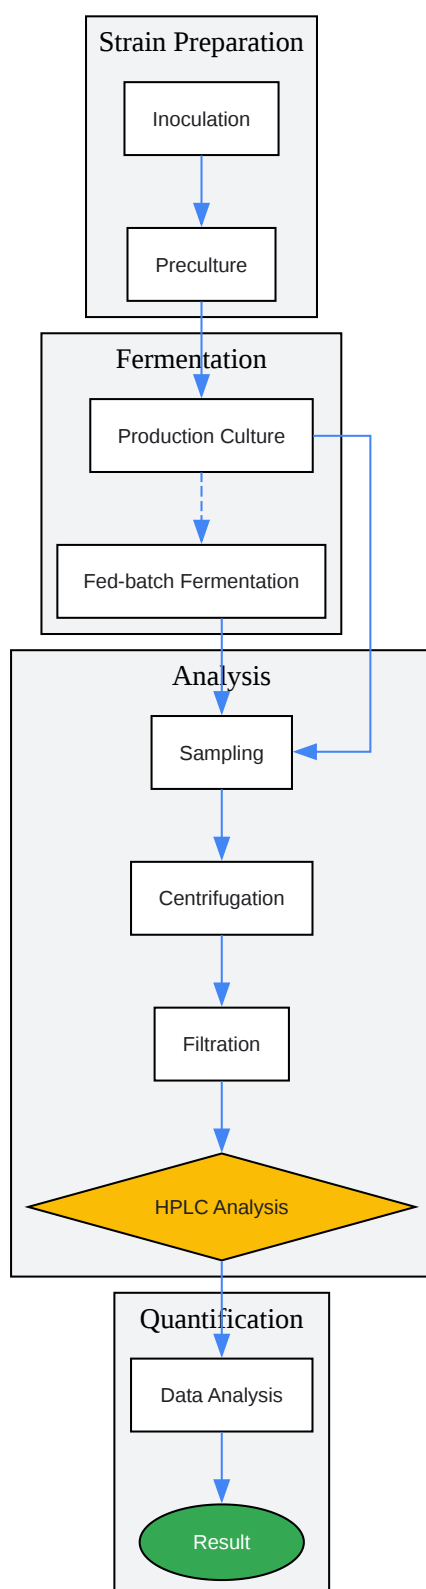 Strain Preparation
Inoculation
Preculture
Fermentation
Production Culture
Fed-batch Fermentation
Analysis
Sampling
Centrifugation
Filtration
HPLC Analysis
Quantification
Data Analysis
Result